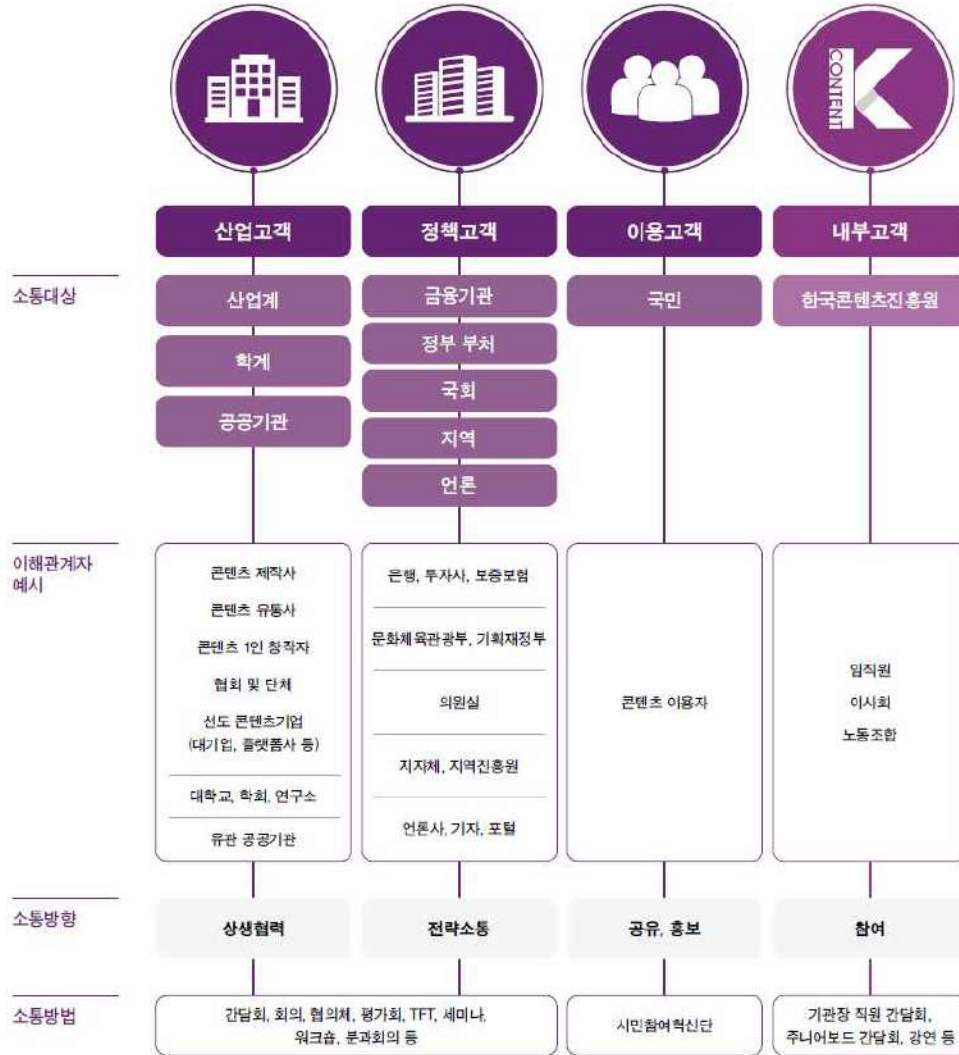 CONTENT
K
산업고객
정책고객
이용고객
내부고객
소통대상
산업계
학계
공공기관
금융기관
정부 부처
국회
지역
언론
국민
한국콘텐츠진흥원
이해관계자
예시
콘텐츠 제작사
콘텐츠 유통사
콘텐츠 1인 창작자
협회 및 단체
선도 콘텐츠기업
(대기업, 플랫폼사 등)
대학교, 학회, 연구소
유관 공공기관
은행, 투자사, 보증보험
문화체육관광부, 기획재정부
의원실
지자체, 지역진흥원
언론사, 기자, 포털
콘텐츠 이용자
임직원
이사회
노동조합
소통방향
상생협력
전략소통
공유, 홍보
참여
소통방법
간담회, 회의, 협의체, 평가회, TFT, 세미나,
워크숍, 분과회의 등
시민참여혁신단
기관장 직원 간담회,
주니어보드 간담회, 강연 등